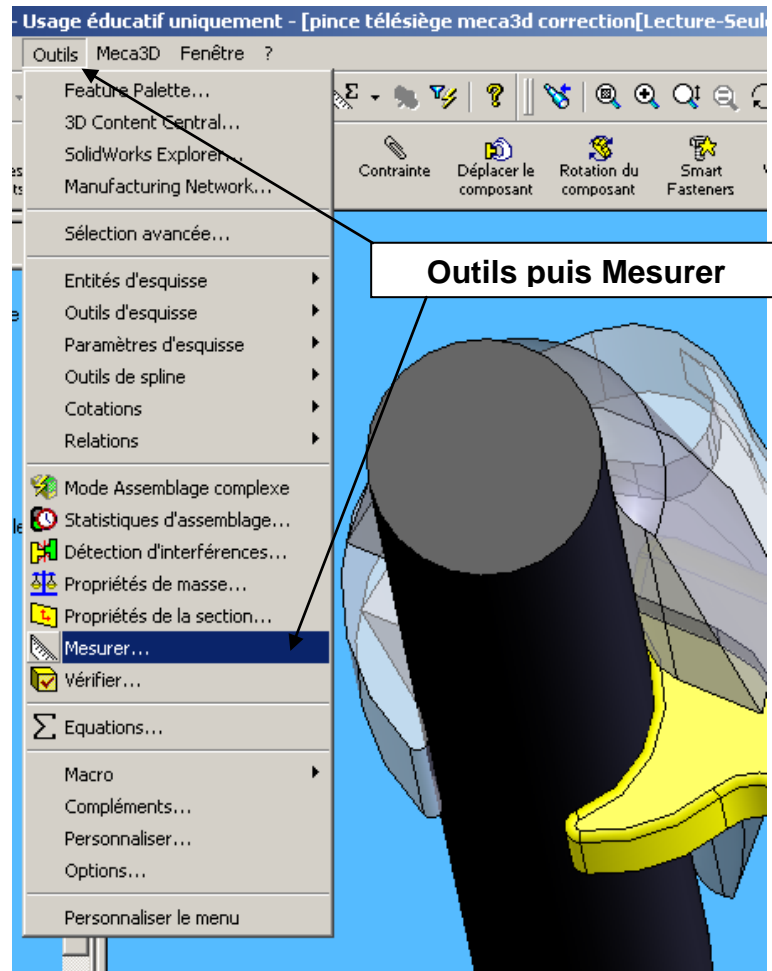 - Usage éducatif uniquement - [pince télésiège meca3d correction[Lecture-Seul
Outils Meca3D Fenêtre ?
Feature Palette...
3D Content Central...
SolidWorks Explorer...
Manufacturing Network...
Contrainte
Déplacer le
composant
Rotation du
composant
Smart
Fasteners
Sélection avancée...
Outils puis Mesurer
Entités d'esquisse
Outils d'esquisse
Paramètres d'esquisse
Outils de spline
Cotations
Relations
Mode Assemblage complexe
Statistiques d'assemblage...
Détection d'interférences...
Propriétés de masse...
Propriétés de la section...
Mesurer...
Vérifier...
Equations...
Macro
Compléments...
Personnaliser...
Options...
Personnaliser le menu